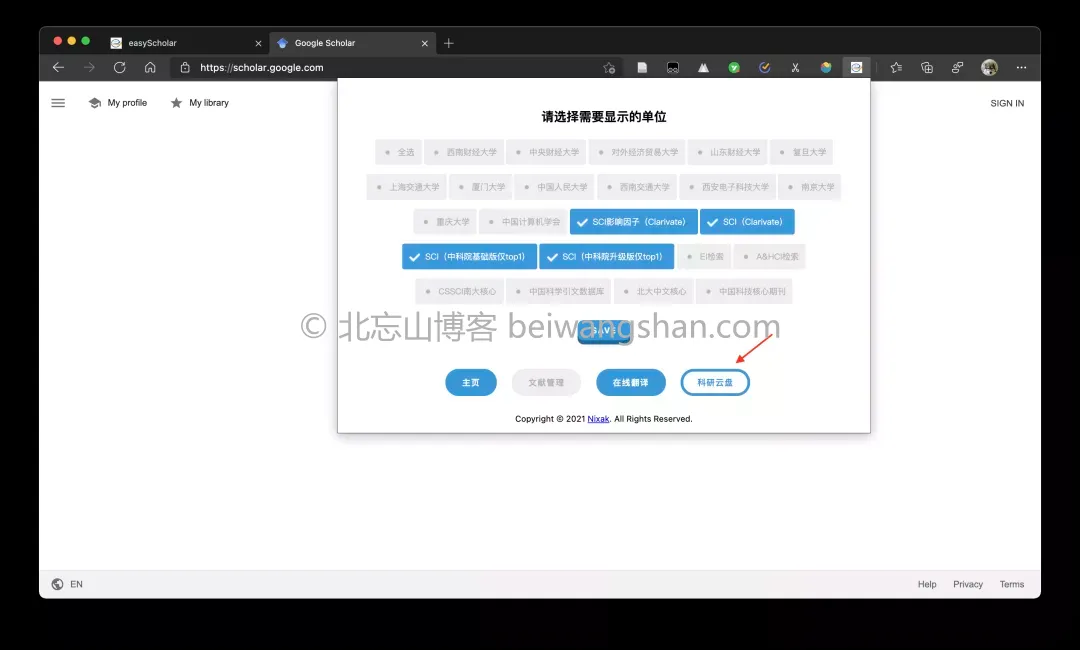 easyScholar
Google Scholar
https://scholar.google.com
My profile
My library
SIGN IN
请选择需要显示的单位
全选 西南财经大学 中央财经大学 对外经济贸易大学 山东财经大学 复旦大学
上海交通大学 厦门大学 中国人民大学 西南交通大学 西安电子科技大学 南京大学
重庆大学 中国计算机学会 SCI影响因子（Clarivate） SCI（Clarivate）
SCI（中科院基础版仅top1） SCI（中科院升级版仅top1） EI检索 A&HCI检索
CSSCI南大核心 中国科学引文数据库 北大中文核心 中国科技核心期刊
SAVE
© 北忘山博客 beiwangshan.com
主页 文献管理 在线翻译 科研云盘
Copyright © 2021 Nixak. All Rights Reserved.
EN
Help Privacy Terms